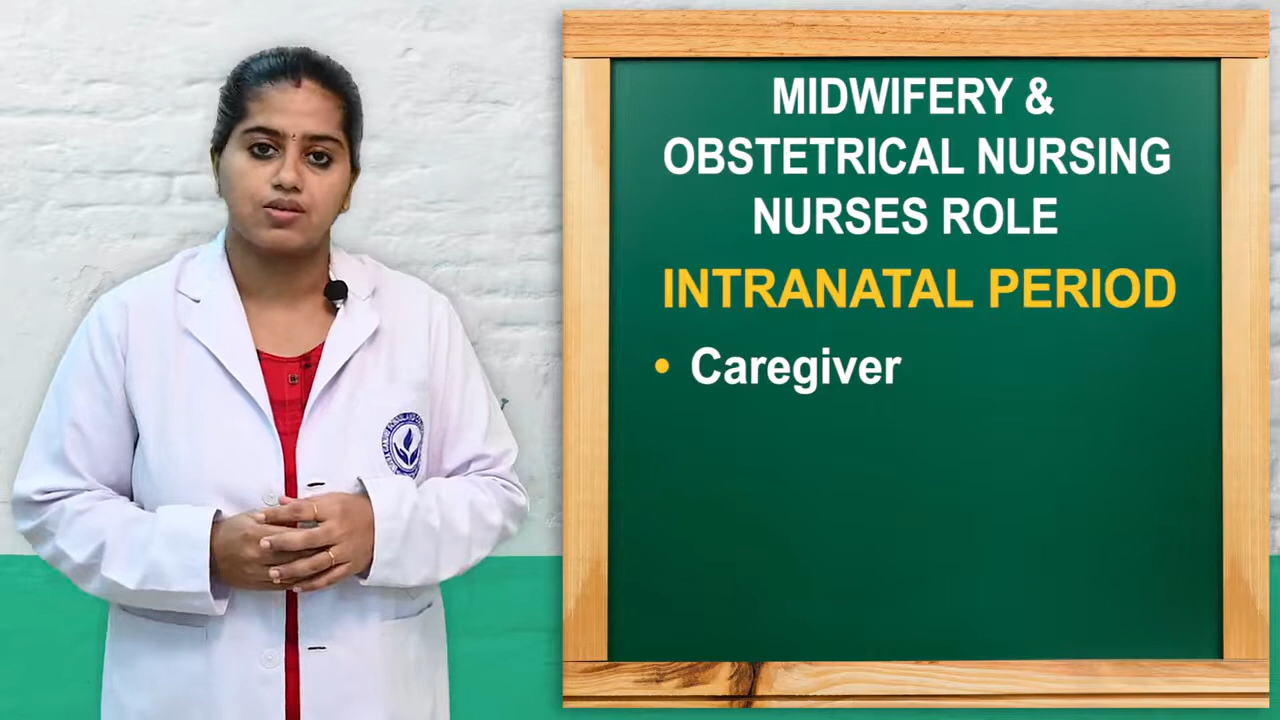 MIDWIFERY &
OBSTETRICAL NURSING
NURSES ROLE
INTRANATAL PERIOD
• Caregiver